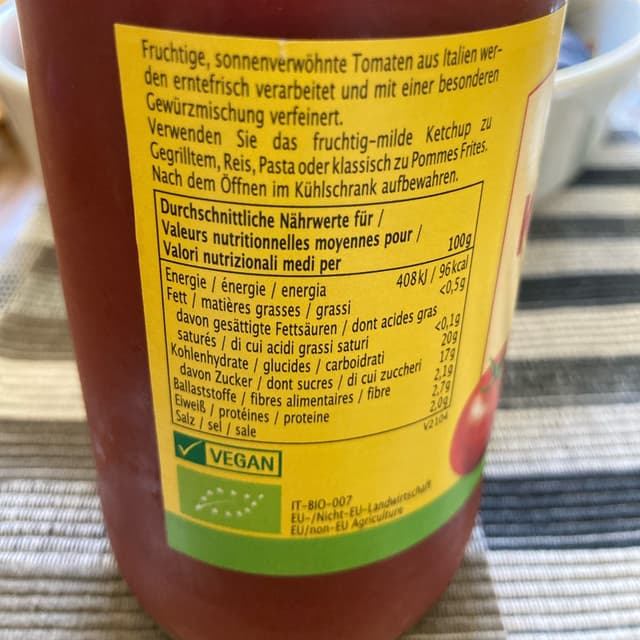 Fruchtige, sonnenverwöhnte Tomaten aus Italien wer-
den erntefrisch verarbeitet und mit einer besonderen
Gewürzmischung verfeinert.
Verwenden Sie das fruchtig-milde Ketchup zu
Gegrilltem, Reis, Pasta oder klassisch zu Pommes Frites.
Nach dem Öffnen im Kühlschrank aufbewahren.
Durchschnittliche Nährwerte für /
Valeurs nutritionnelles moyennes pour /
Valori nutrizionali medi per 100g
Energie / énergie / energia 408kJ / 96kcal
Fett / matières grasses / grassi <0,5g
davon gesättigte Fettsäuren / dont acides gras
saturés / di cui acidi grassi saturi <0,1g
Kohlenhydrate / glucides / carboidrati 20g
davon Zucker / dont sucres / di cui zuccheri 17g
Ballaststoffe / fibres alimentaires / fibre 2,1g
Eiweiß / protéines / proteine 2,7g
Salz / sel / sale 2,0g
V2104
VEGAN
IT-BIO-007
EU-/Nicht-EU-Landwirtschaft
EU/non-EU Agriculture